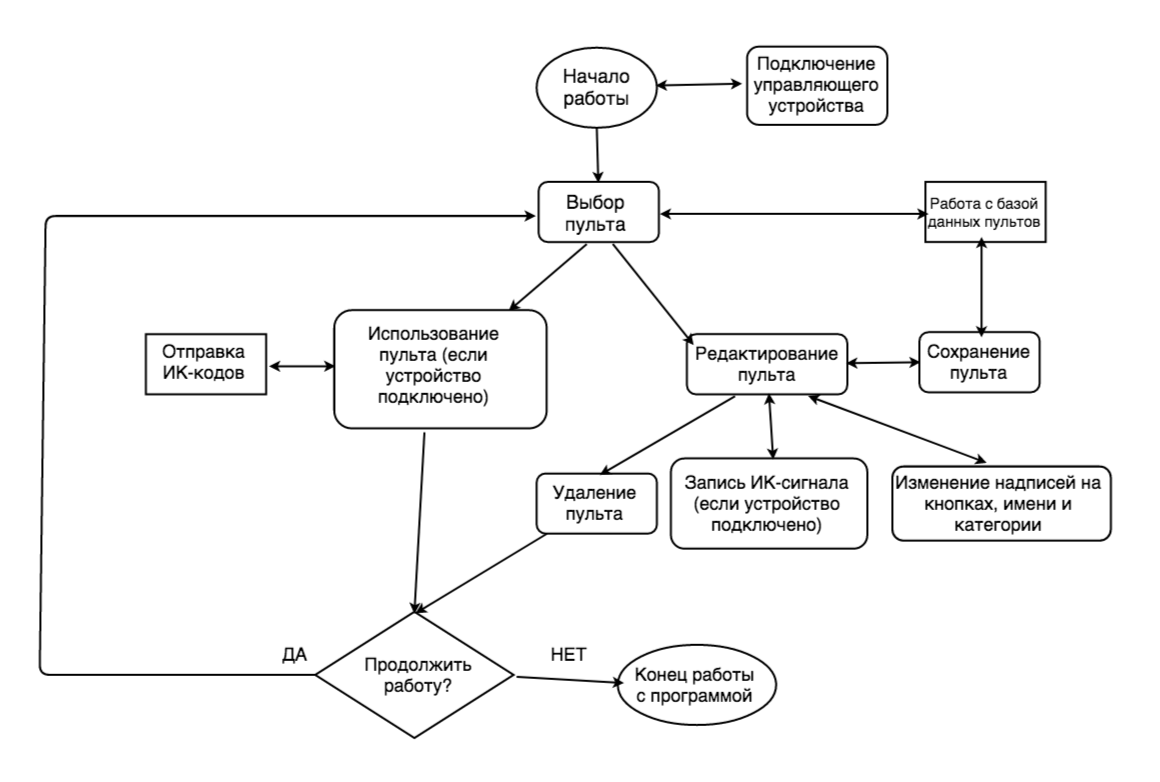 Начало
работы
Подключение
управляющего
устройства
Выбор
пульта
Работа с базой
данных пультов
Использование
пульта (если
устройство
подключено)
Отправка
ИК-кодов
Редактирование
пульта
Сохранение
пульта
Удаление
пульта
Запись ИК-сигнала
(если устройство
подключено)
Изменение надписей на
кнопках, имени и
категории
ДА
Продолжить
работу?
НЕТ
Конец работы
с программой